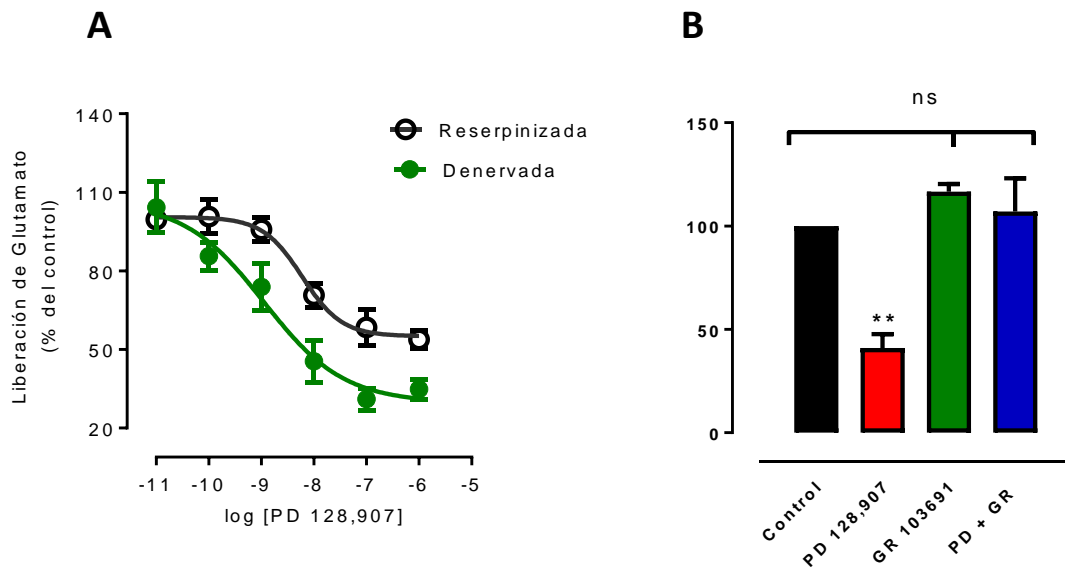 A
Liberación de Glutamato
(% del control)
140
110
80
50
20
Reserpinizada
Denervada
-11 -10 -9 -8 -7 -6 -5
log [PD 128,907]
B
ns
150
100
50
0
**
Control
PD 128,907
GR 103691
PD + GR